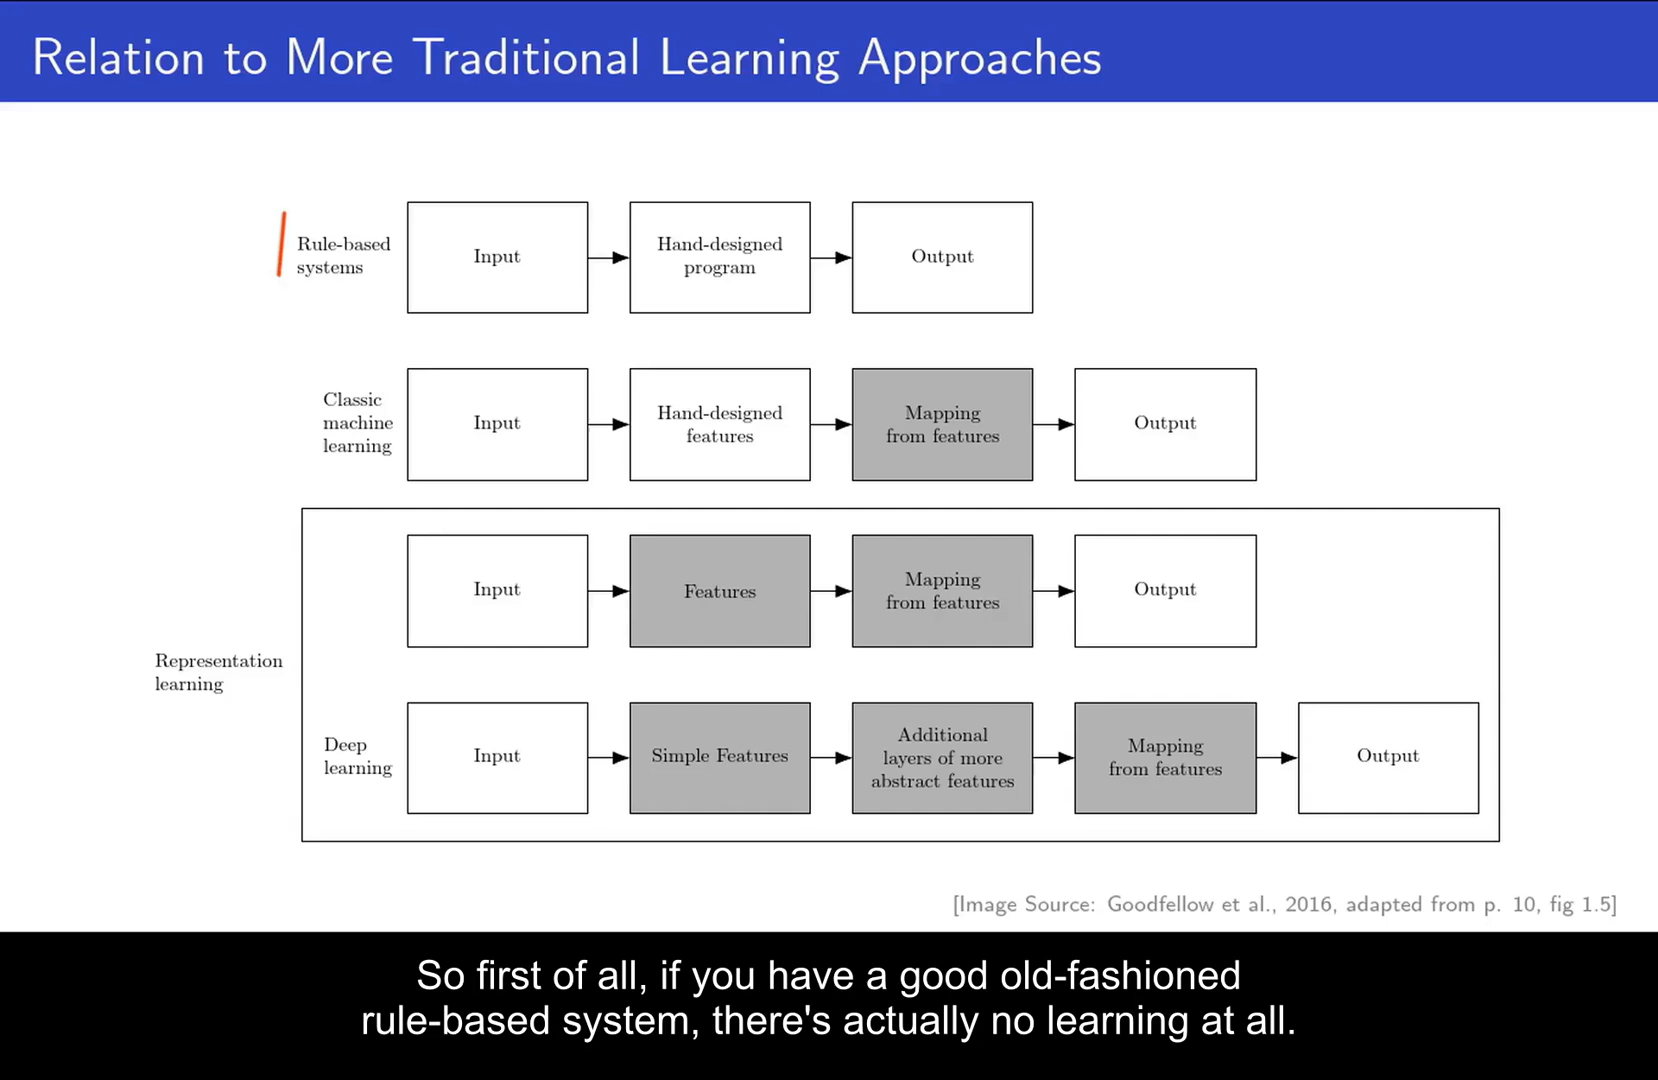 Relation to More Traditional Learning Approaches
Rule-based
systems
Input
Hand-designed
program
Output
Classic
machine
learning
Input
Hand-designed
features
Mapping
from features
Output
Representation
learning
Input
Features
Mapping
from features
Output
Deep
learning
Input
Simple Features
Additional
layers of more
abstract features
Mapping
from features
Output
[Image Source: Goodfellow et al., 2016, adapted from p. 10, fig 1.5]
So first of all, if you have a good old-fashioned
rule-based system, there's actually no learning at all.